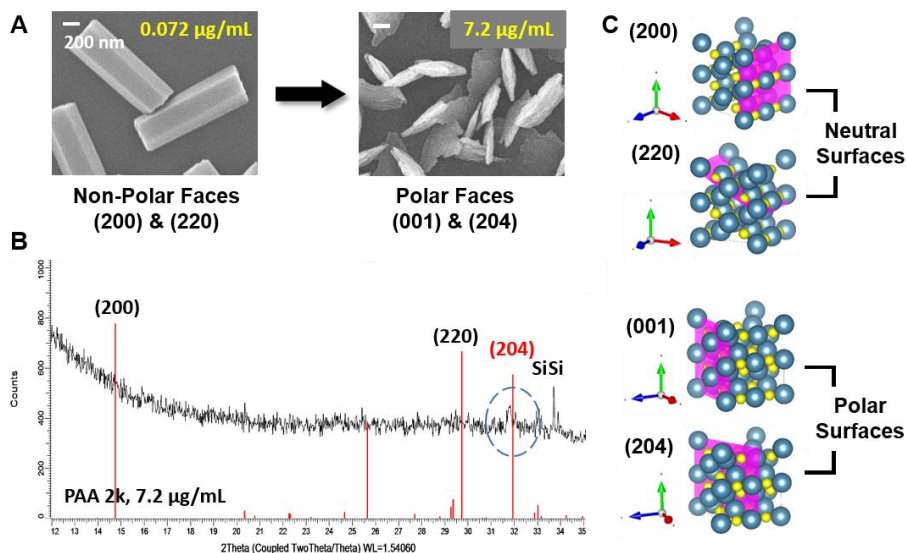 A
200 nm
0.072 µg/mL
7.2 µg/mL
Non-Polar Faces
(200) & (220)
Polar Faces
(001) & (204)
B
1000
800
600
400
200
0
Counts
(200)
(220)
(204)
SiSi
PAA 2k, 7.2 µg/mL
12 13 14 15 16 17 18 19 20 21 22 23 24 25 26 27 28 29 30 31 32 33 34 35
2Theta (Coupled TwoTheta/Theta) WL=1.54060
C
(200)
(220)
Neutral
Surfaces
(001)
(204)
Polar
Surfaces